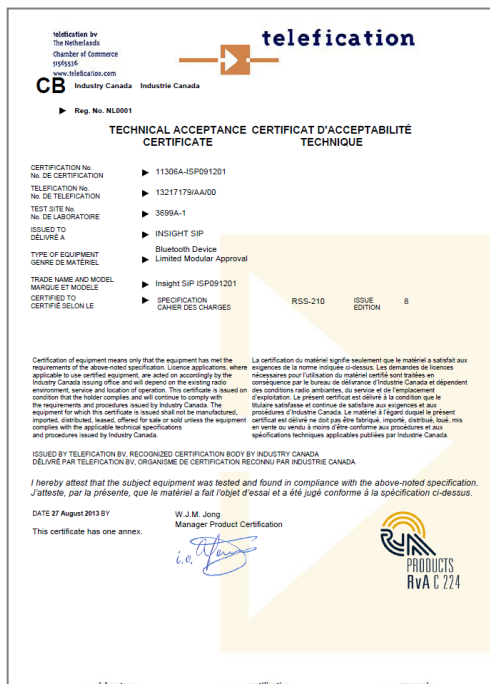 telefication bv
The Netherlands
Chamber of Commerce
51565536
www.telefication.com
telefication
CB Industry Canada Industrie Canada
Reg. No. NL0001
TECHNICAL ACCEPTANCE CERTIFICATE
CERTIFICAT D'ACCEPTABILITÉ TECHNIQUE
CERTIFICATION No.
No. DE CERTIFICATION
11306A-ISP091201
TELEFICATION No.
No. DE TELEFICATION
13217179/AA/00
TEST SITE No.
No. DE LABORATOIRE
3699A-1
ISSUED TO
DÉLIVRÉ A
INSIGHT SIP
TYPE OF EQUIPMENT
GENRE DE MATÉRIEL
Bluetooth Device
Limited Modular Approval
TRADE NAME AND MODEL
MARQUE ET MODELE
Insight SiP ISP091201
CERTIFIED TO
CERTIFIÉ SELON LE
SPECIFICATION
CAHIER DES CHARGES
RSS-210
ISSUE
EDITION
8
Certification of equipment means only that the equipment has met the
requirements of the above-noted specification. Licence applications, where
applicable to use certified equipment, are acted on accordingly by the
Industry Canada issuing office and will depend on the existing radio
environment, service and location of operation. This certificate is issued on
condition that the holder complies and will continue to comply with
the requirements and procedures issued by Industry Canada. The
equipment for which this certificate is issued shall not be manufactured,
imported, distributed, leased, offered for sale or sold unless the equipment
complies with the applicable technical specifications
and procedures issued by Industry Canada.
La certification du matériel signifie seulement que le matériel a satisfait aux
exigences de la norme indiquée ci-dessus. Les demandes de licences
nécessaires pour l'utilisation du matériel certifié sont traitées en
conséquence par le bureau de délivrance d'Industrie Canada et dépendent
des conditions radio ambiantes, du service et de l'emplacement
d'exploitation. Le présent certificat est délivré à la condition que le
titulaire satisfasse et continue de satisfaire aux exigences et aux
procédures d'Industrie Canada. Le matériel à l'égard duquel le présent
certificat est délivré ne doit pas être fabriqué, importé, distribué, loué, mis
en vente ou vendu à moins d'être conforme aux procédures et aux
spécifications techniques applicables publiées par Industrie Canada.
ISSUED BY TELEFICATION BV, RECOGNIZED CERTIFICATION BODY BY INDUSTRY CANADA
DÉLIVRÉ PAR TELEFICATION BV, ORGANISME DE CERTIFICATION RECONNU PAR INDUSTRIE CANADA
I hereby attest that the subject equipment was tested and found in compliance with the above-noted specification.
J'atteste, par la présente, que le matériel a fait l'objet d'essai et a été jugé conforme à la spécification ci-dessus.
DATE 27 August 2013 BY
W.J.M. Jong
Manager Product Certification
This certificate has one annex.
i.o.
PRODUCTS
RvA C 224